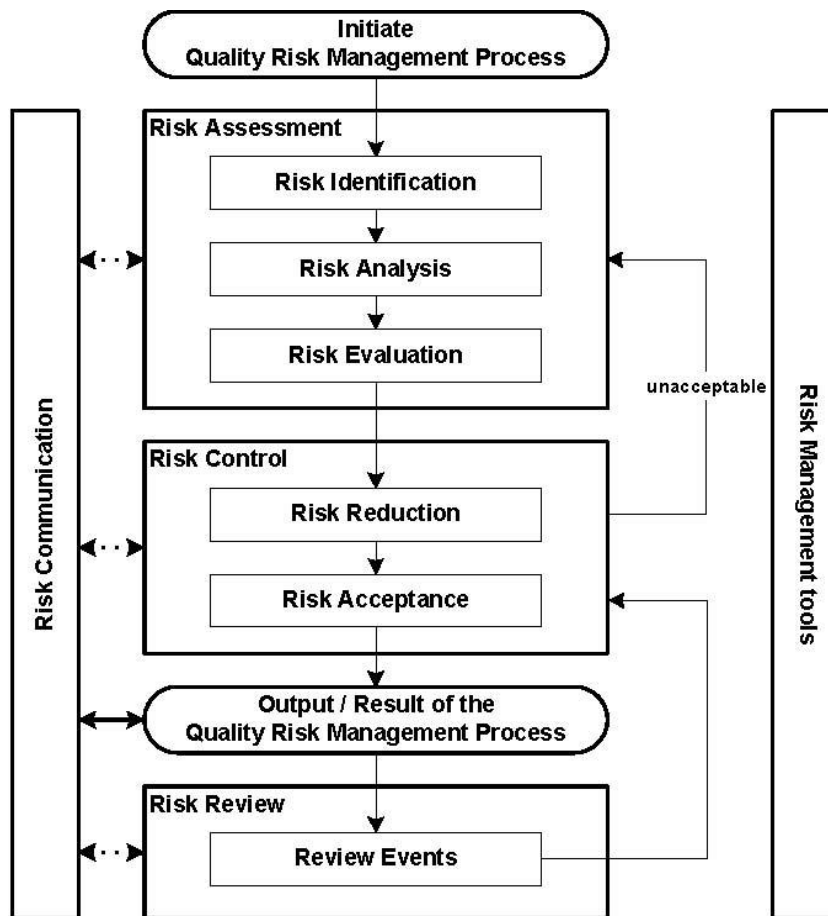 Initiate
Quality Risk Management Process
Risk Assessment
Risk Identification
Risk Analysis
Risk Evaluation
unacceptable
Risk Communication
Risk Management tools
Risk Control
Risk Reduction
Risk Acceptance
Output / Result of the
Quality Risk Management Process
Risk Review
Review Events